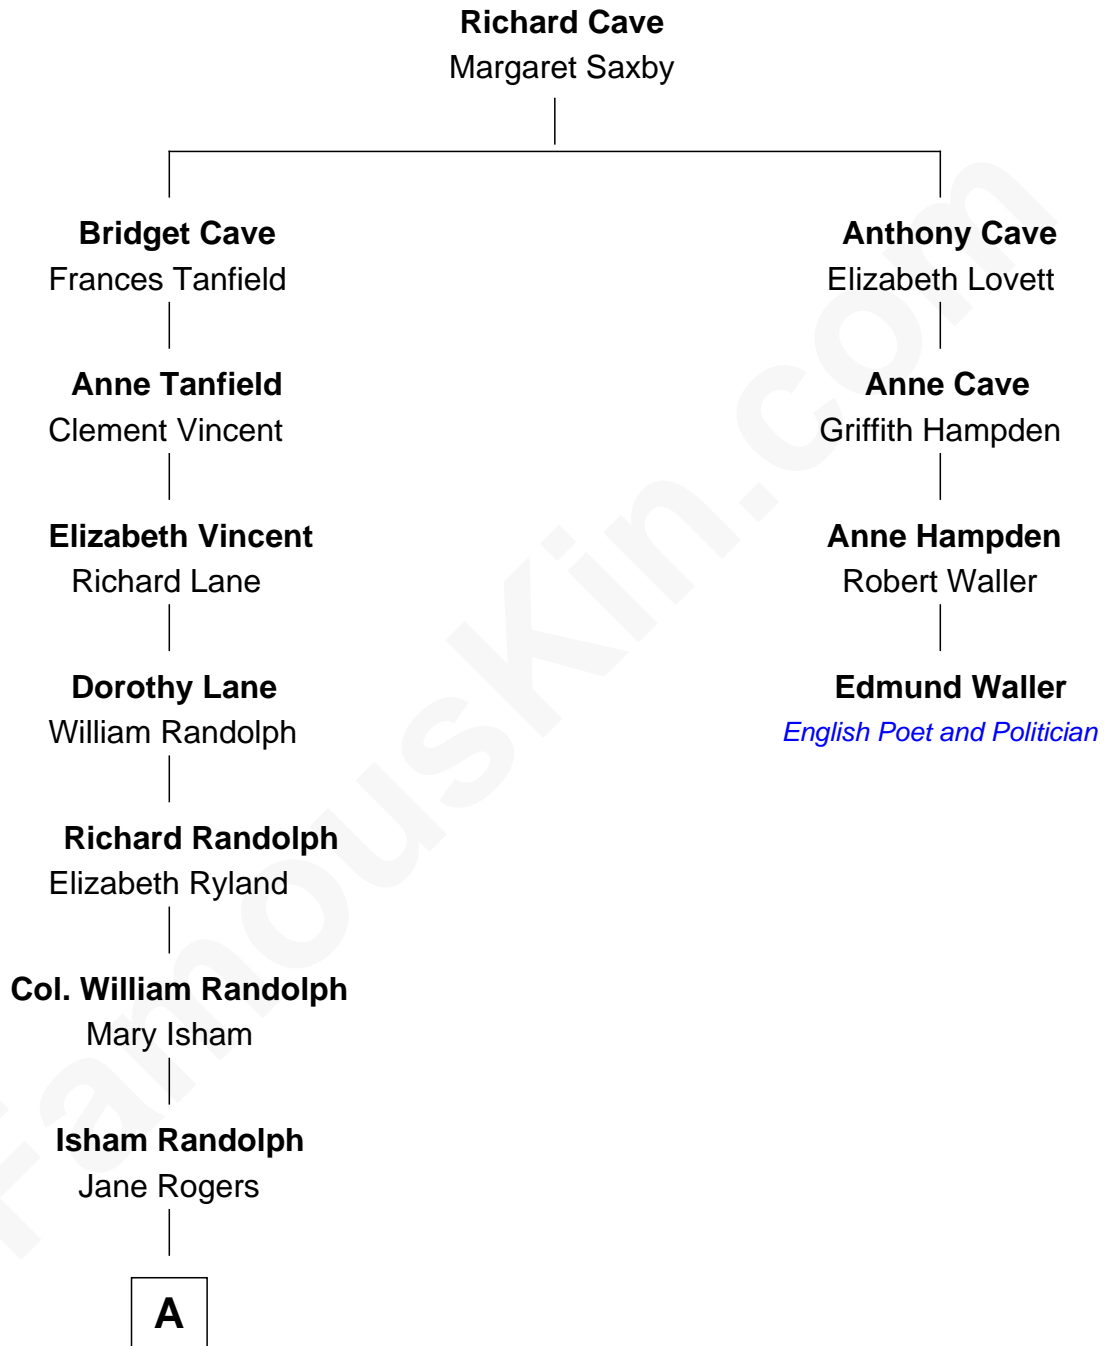 Richard Cave
Margaret Saxby
Bridget Cave
Frances Tanfield
Anthony Cave
Elizabeth Lovett
Anne Tanfield
Clement Vincent
Anne Cave
Griffith Hampden
Elizabeth Vincent
Richard Lane
Anne Hampden
Robert Waller
Dorothy Lane
William Randolph
Edmund Waller
English Poet and Politician
Richard Randolph
Elizabeth Ryland
Col. William Randolph
Mary Isham
Isham Randolph
Jane Rogers
A
FamousKin.com